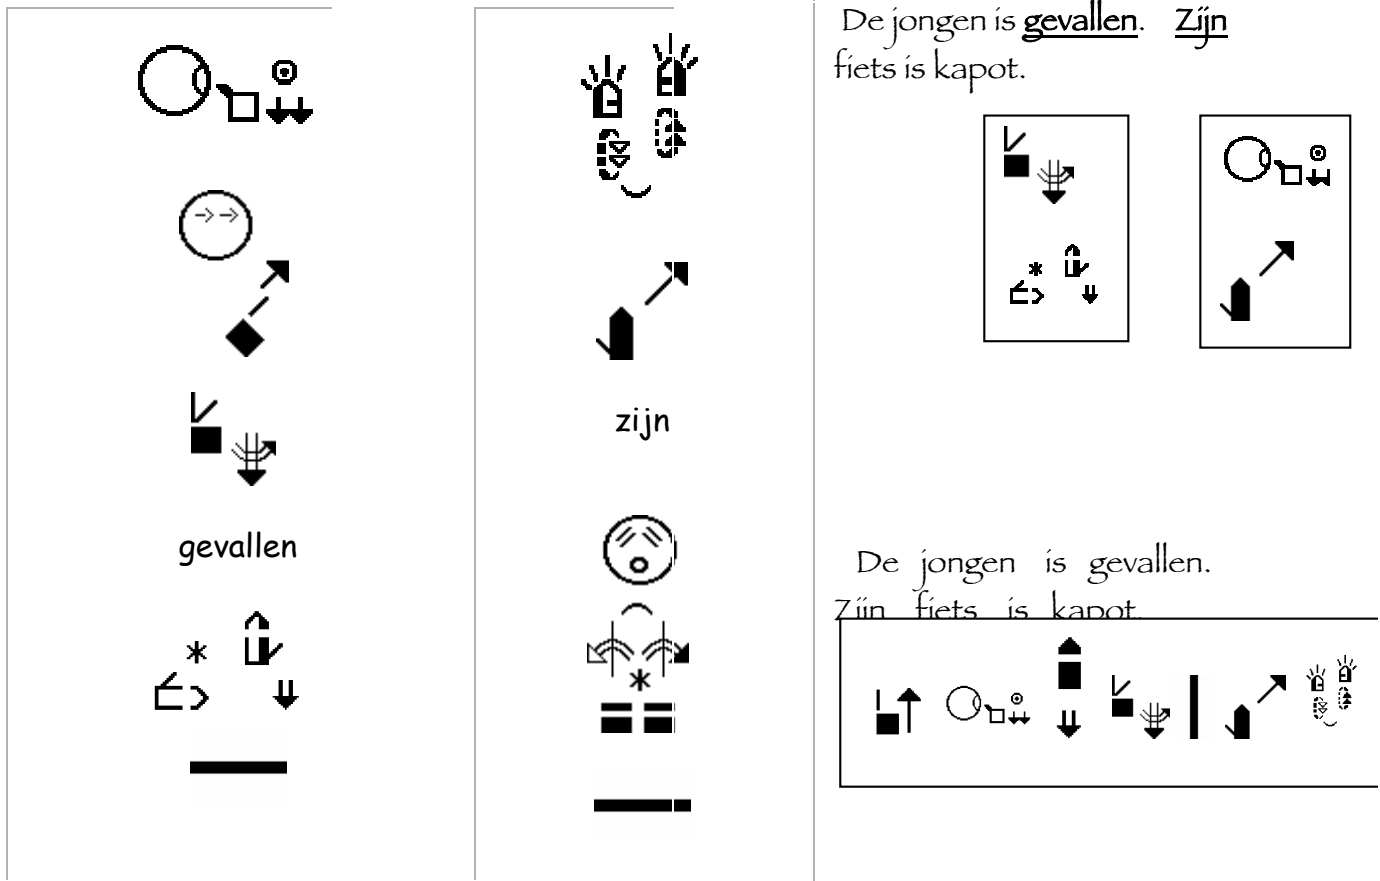 gevallen
zijn
De jongen is gevallen. Zijn
fiets is kapot.
De jongen is gevallen.
Zijn fiets is kapot.